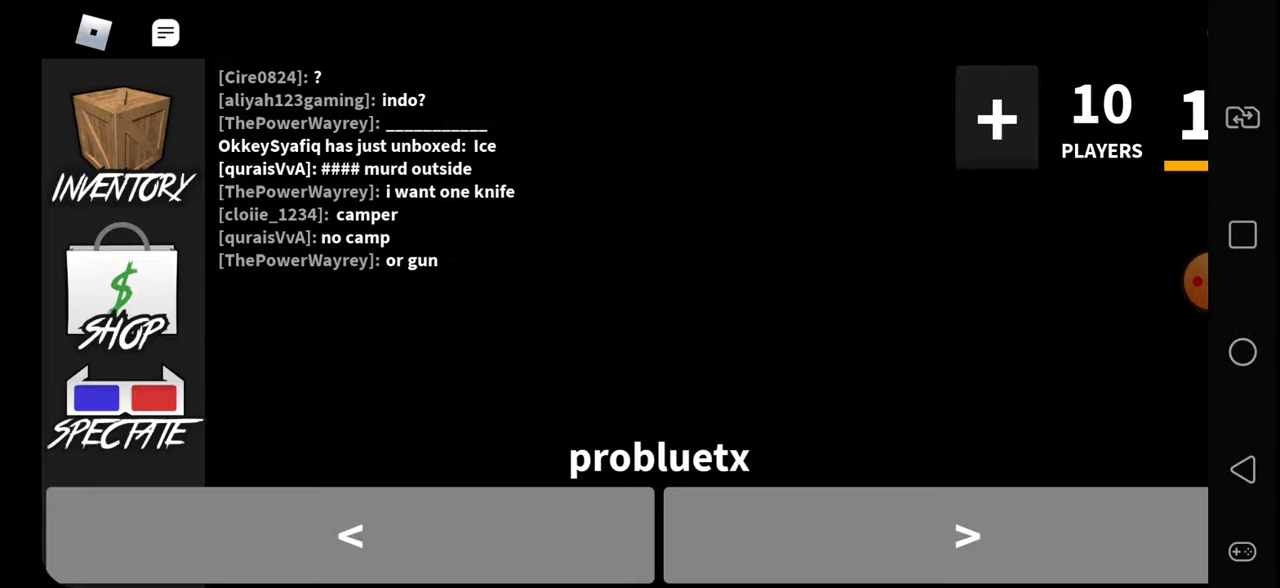 [Cire0824]: ?
[aliyah123gaming]: indo?
[ThePowerWayrey]: ___________
OkkeySyafiq has just unboxed: Ice
[quraisVvA]: #### murd outside
[ThePowerWayrey]: i want one knife
[cloiie_1234]: camper
[quraisVvA]: no camp
[ThePowerWayrey]: or gun
INVENTORY
$
SHOP
SPECTATE
+
10
PLAYERS
1
probluetx
<
>